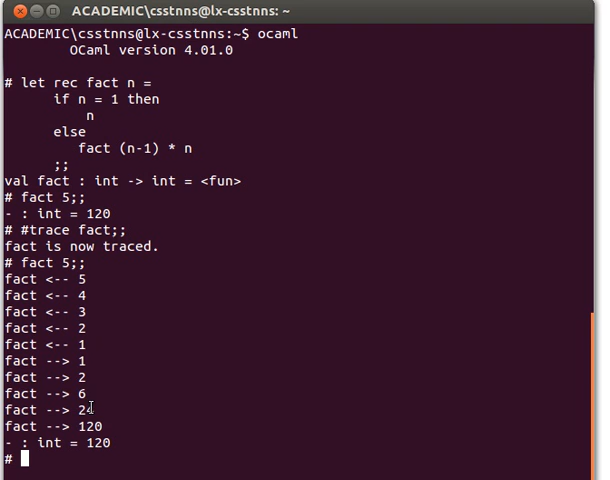 ACADEMIC\csstnns@lx-csstnns: ~
ACADEMIC\csstnns@lx-csstnns:~$ ocaml
        OCaml version 4.01.0
# let rec fact n =
      if n = 1 then
          n
      else
         fact (n-1) * n
      ;;
val fact : int -> int = <fun>
# fact 5;;
- : int = 120
# #trace fact;;
fact is now traced.
# fact 5;;
fact <-- 5
fact <-- 4
fact <-- 3
fact <-- 2
fact <-- 1
fact --> 1
fact --> 2
fact --> 6
fact --> 24
fact --> 120
- : int = 120
#